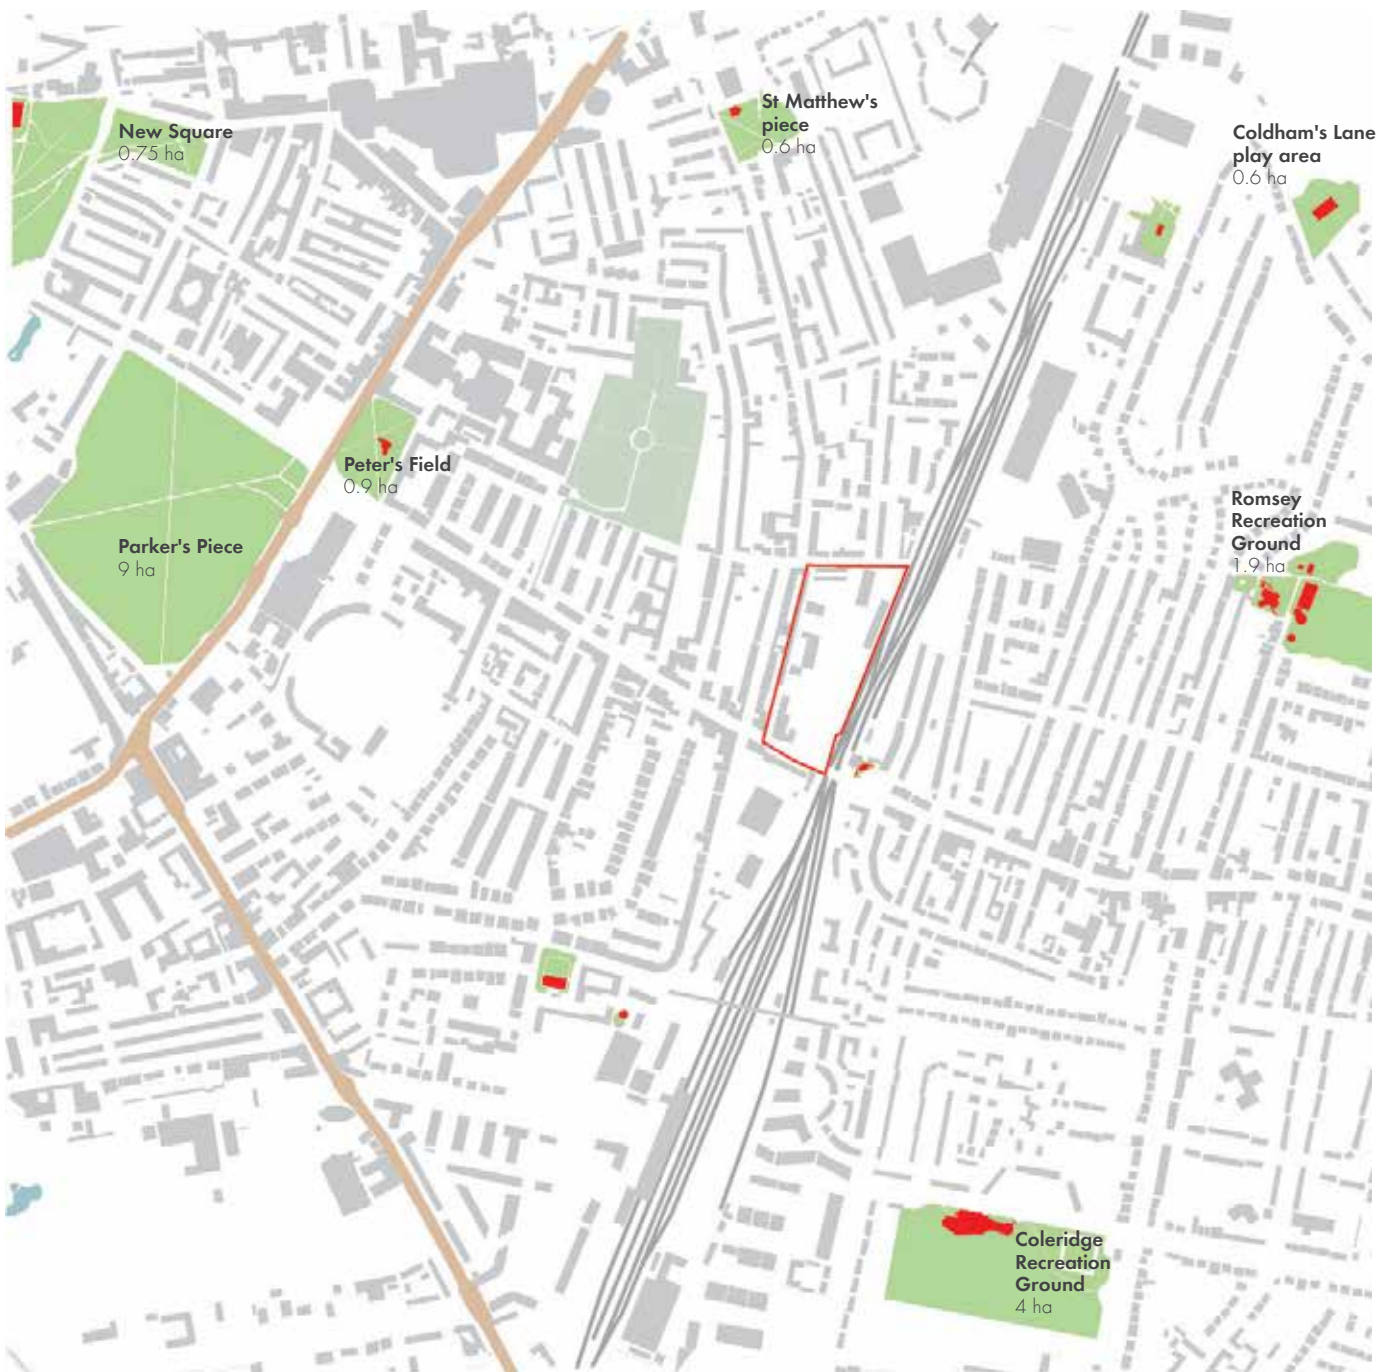 New Square
0.75 ha
St Matthew's
piece
0.6 ha
Coldham's Lane
play area
0.6 ha
Peter's Field
0.9 ha
Parker's Piece
9 ha
Romsey
Recreation
Ground
1.9 ha
Coleridge
Recreation
Ground
4 ha